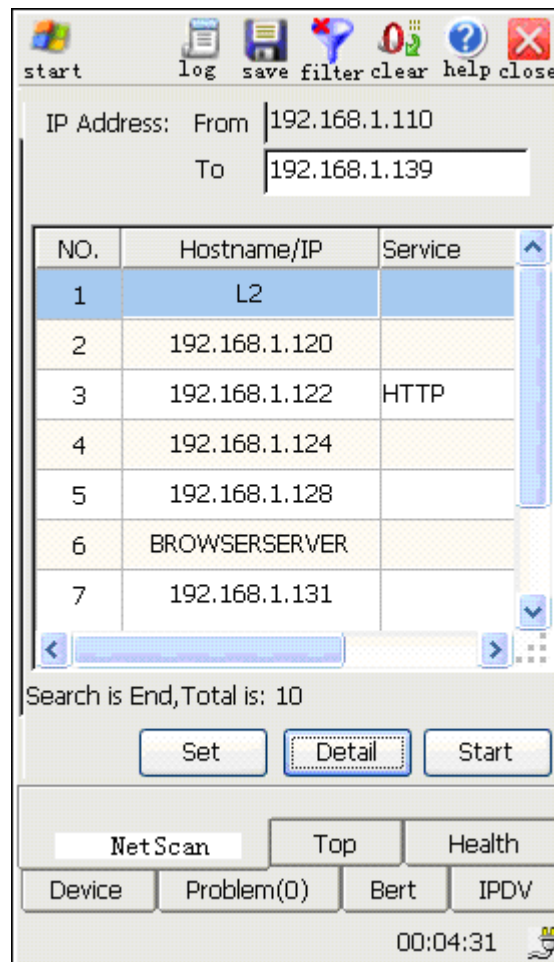 start log save filter clear help close
IP Address: From 192.168.1.110
To 192.168.1.139
NO. Hostname/IP Service
1 L2
2 192.168.1.120
3 192.168.1.122 HTTP
4 192.168.1.124
5 192.168.1.128
6 BROWSERSERVER
7 192.168.1.131
Search is End,Total is: 10
Set Detail Start
NetScan Top Health
Device Problem(0) Bert IPDV
00:04:31